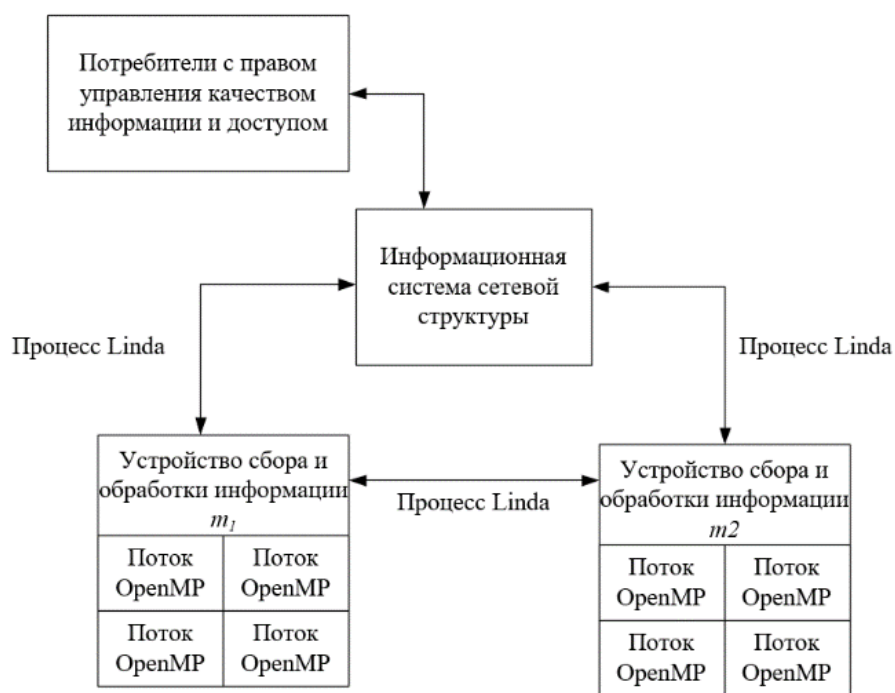 Потребители с правом
управления качеством
информации и доступом
Информационная
система сетевой
структуры
Процесс Linda
Процесс Linda
Устройство сбора и
обработки информации
m₁
Процесс Linda
Устройство сбора и
обработки информации
m2
Поток
OpenMP
Поток
OpenMP
Поток
OpenMP
Поток
OpenMP
Поток
OpenMP
Поток
OpenMP
Поток
OpenMP
Поток
OpenMP